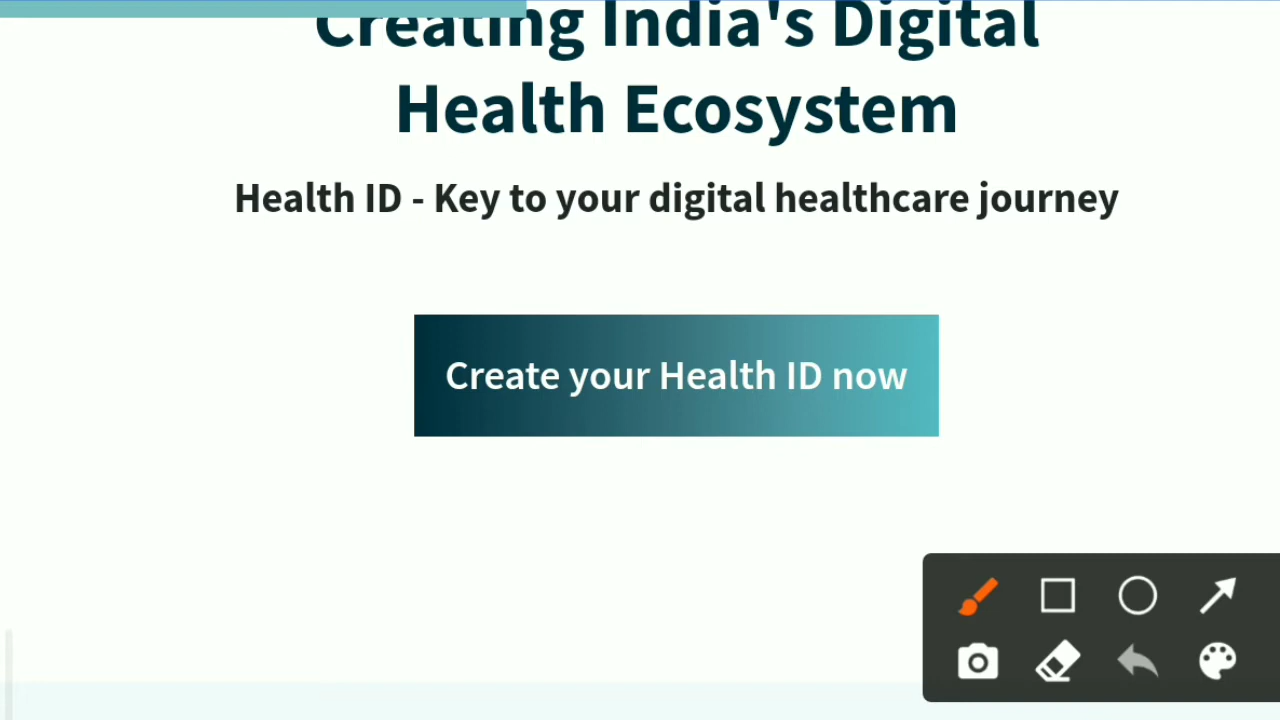 Creating India's Digital
Health Ecosystem
Health ID - Key to your digital healthcare journey
Create your Health ID now